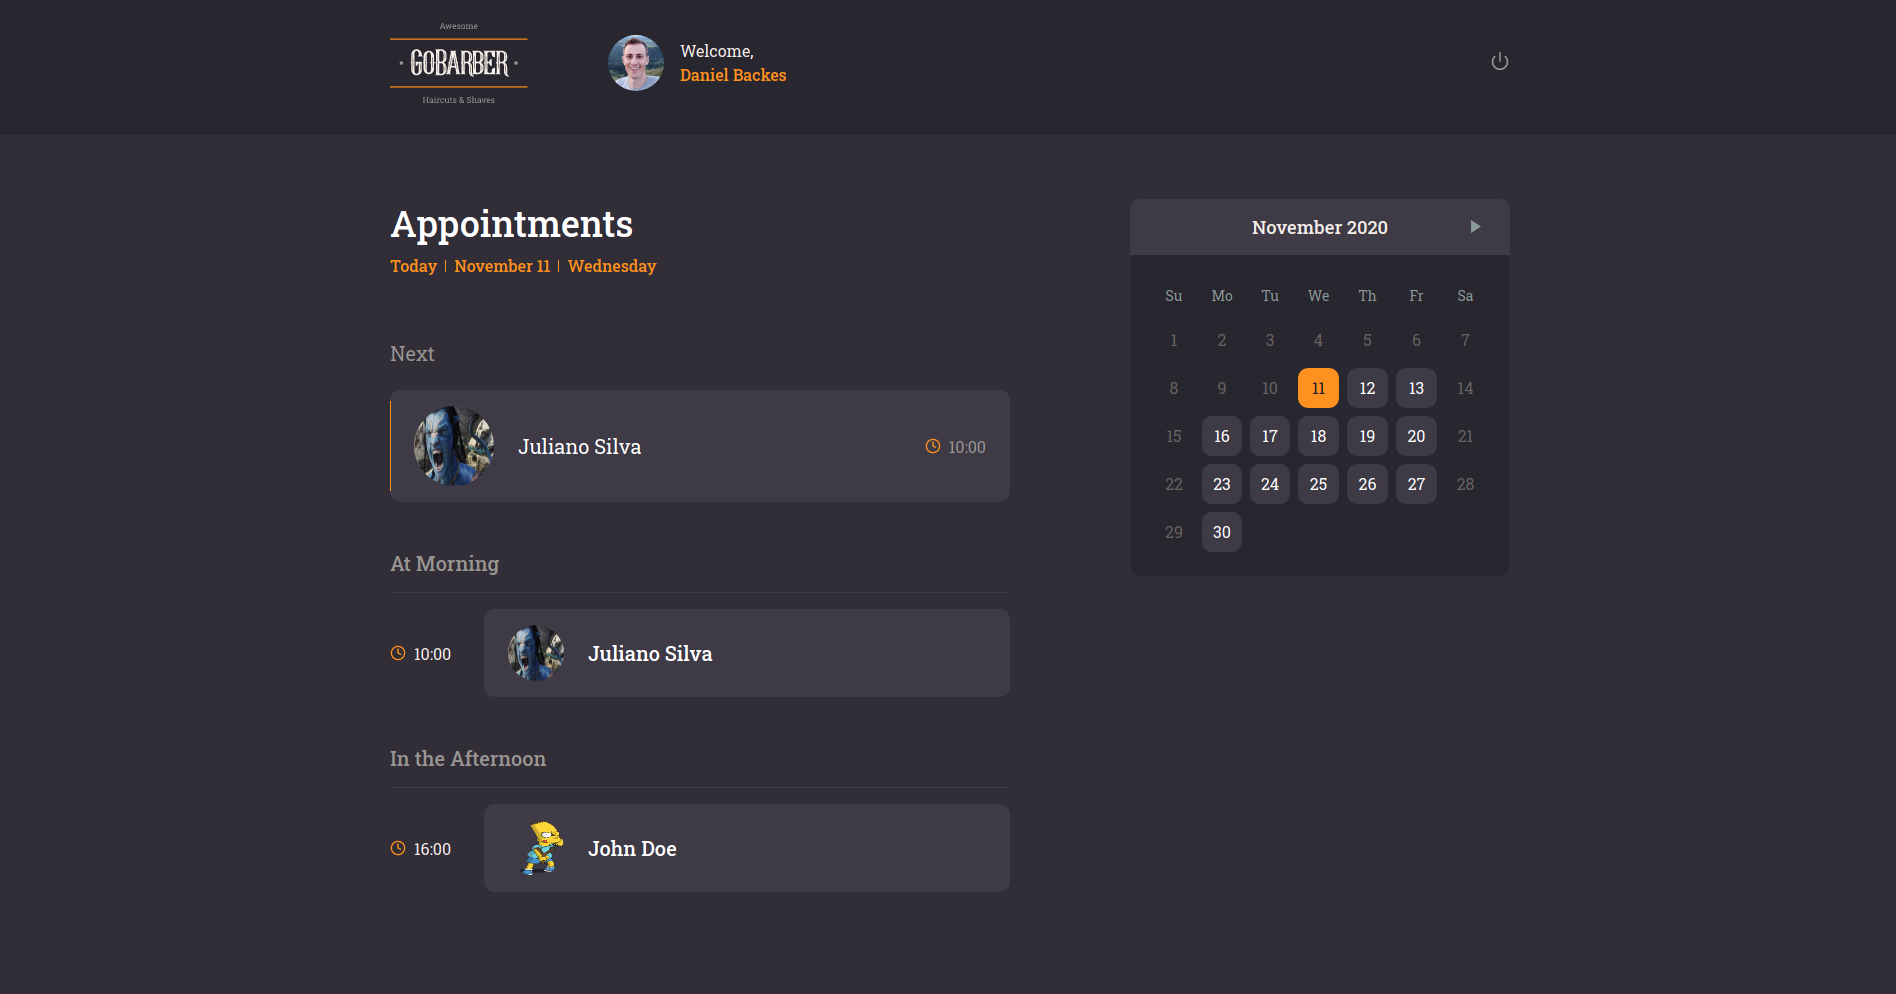 Awesome
· GOBARBER ·
Haircuts & Shaves
Welcome,
Daniel Backes
Appointments
Today | November 11 | Wednesday
Next
Juliano Silva
10:00
At Morning
10:00
Juliano Silva
In the Afternoon
16:00
John Doe
November 2020
Su Mo Tu We Th Fr Sa
1 2 3 4 5 6 7
8 9 10 11 12 13 14
15 16 17 18 19 20 21
22 23 24 25 26 27 28
29 30